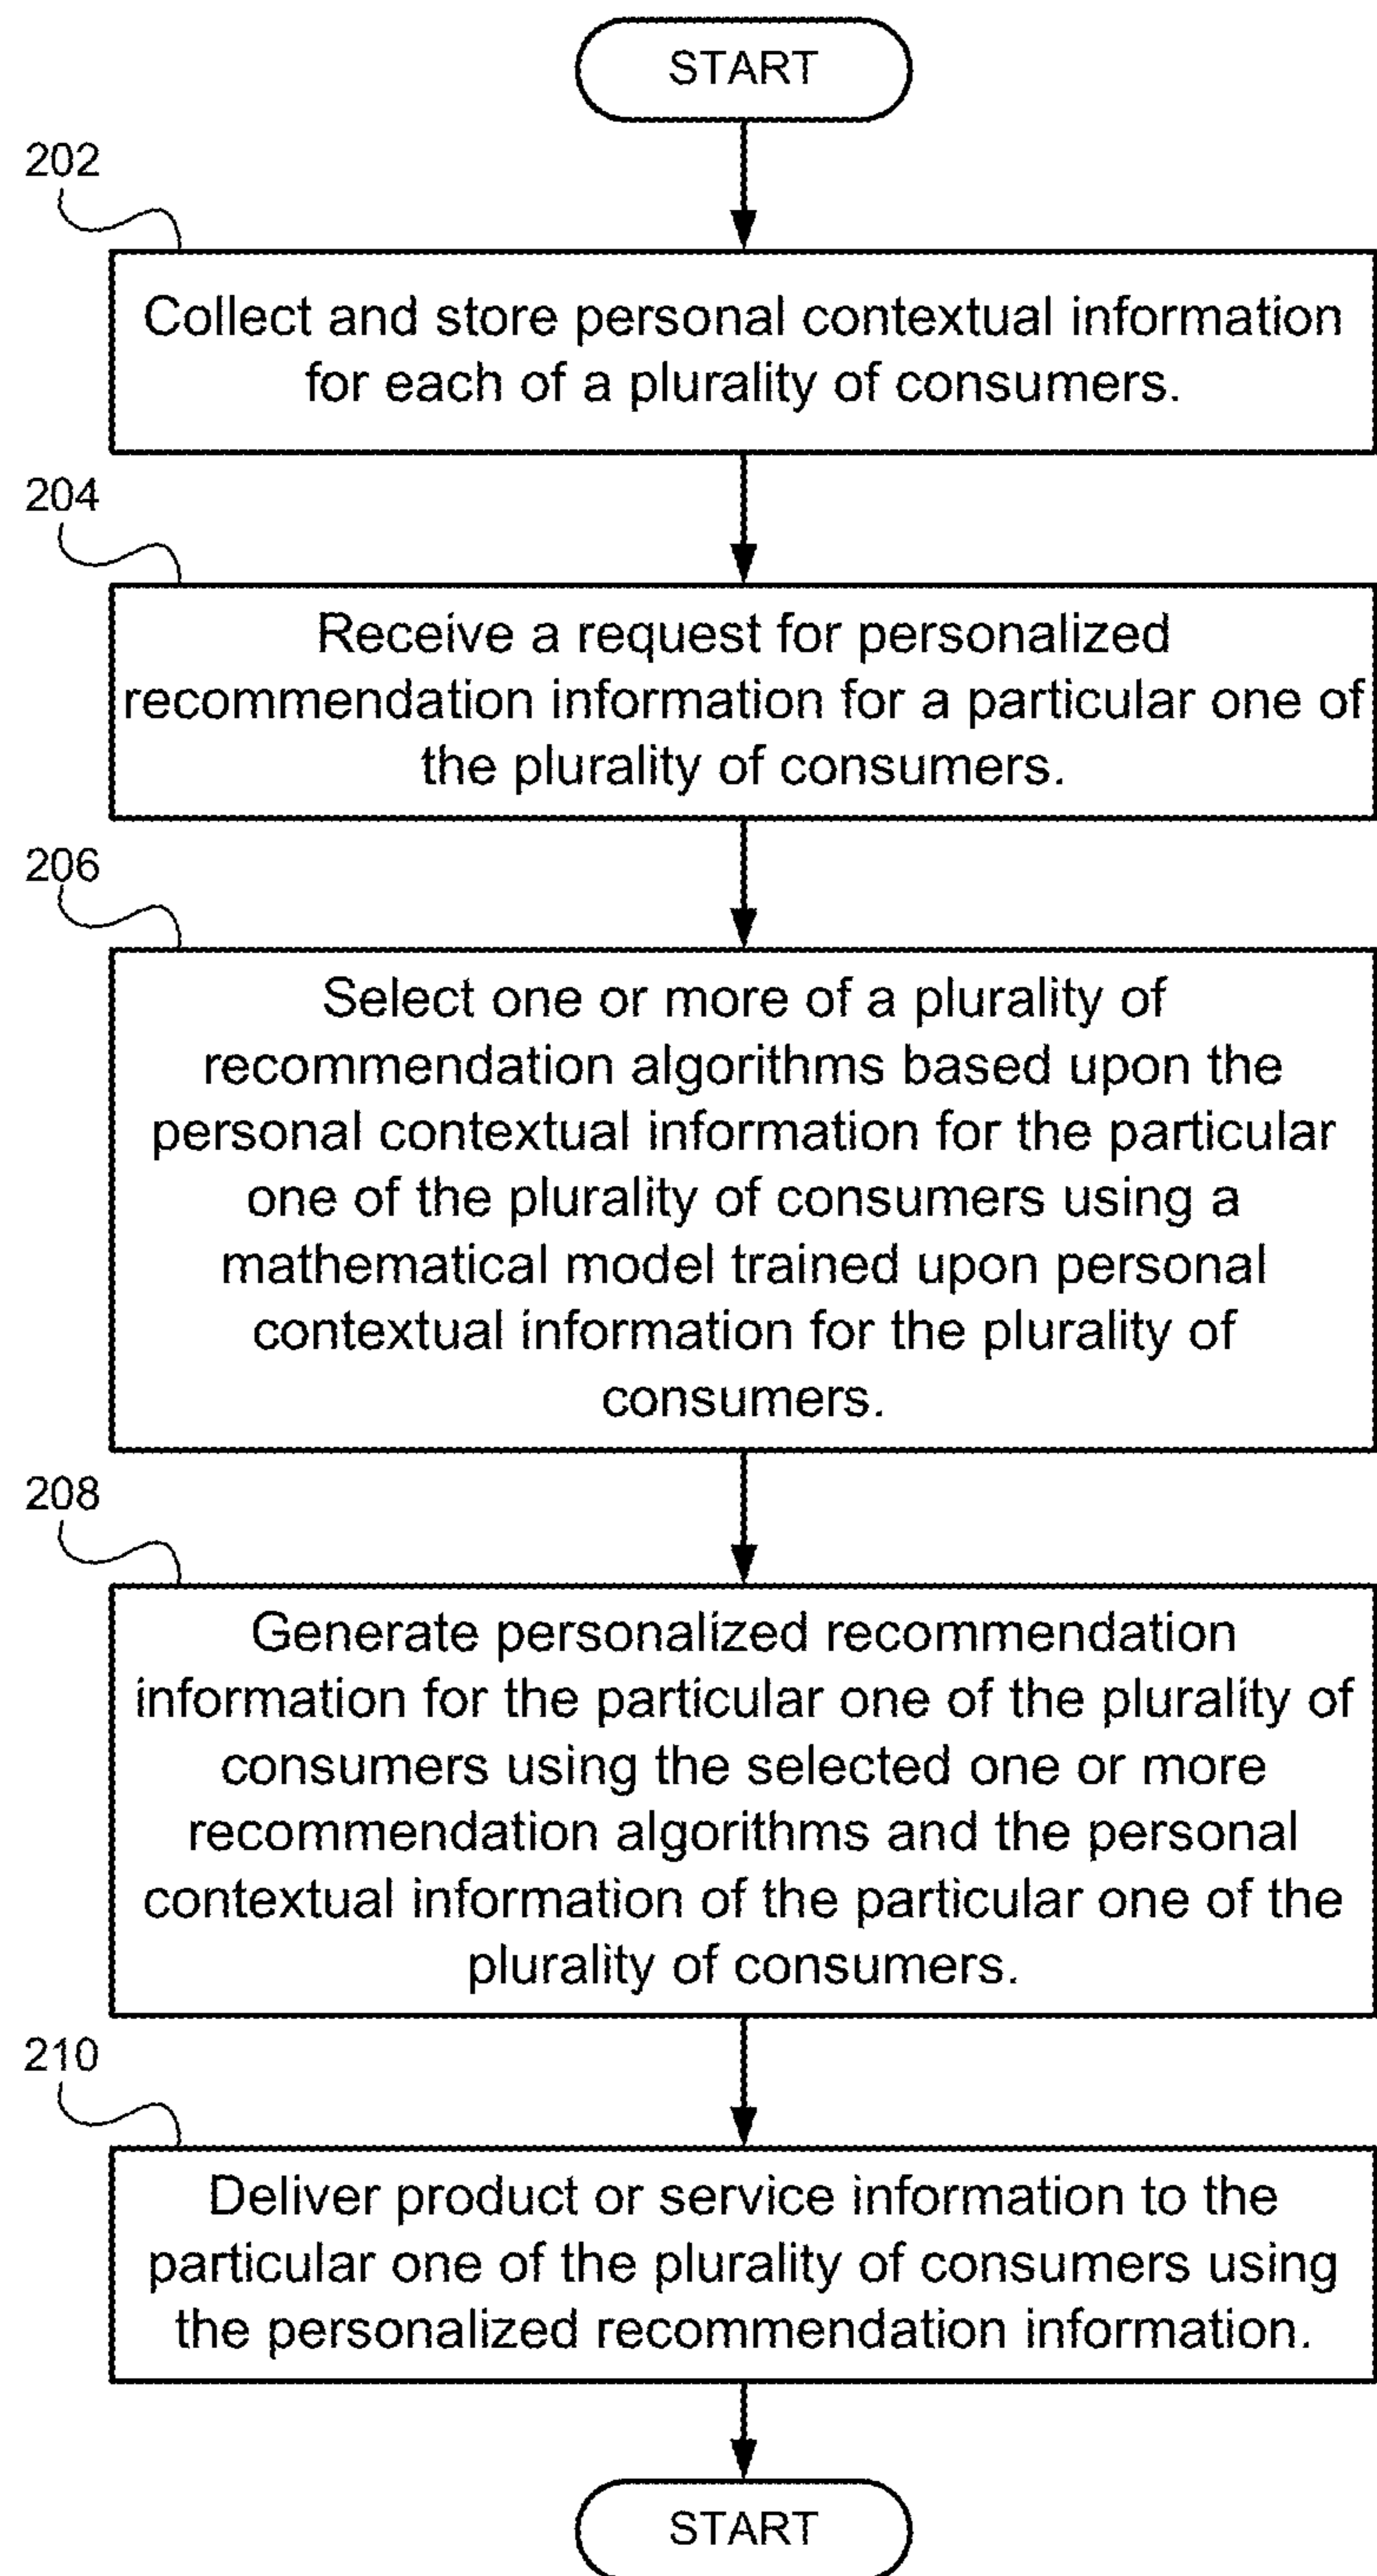 START
202
Collect and store personal contextual information
for each of a plurality of consumers.
204
Receive a request for personalized
recommendation information for a particular one of
the plurality of consumers.
206
Select one or more of a plurality of
recommendation algorithms based upon the
personal contextual information for the particular
one of the plurality of consumers using a
mathematical model trained upon personal
contextual information for the plurality of
consumers.
208
Generate personalized recommendation
information for the particular one of the plurality of
consumers using the selected one or more
recommendation algorithms and the personal
contextual information of the particular one of the
plurality of consumers.
210
Deliver product or service information to the
particular one of the plurality of consumers using
the personalized recommendation information.
START